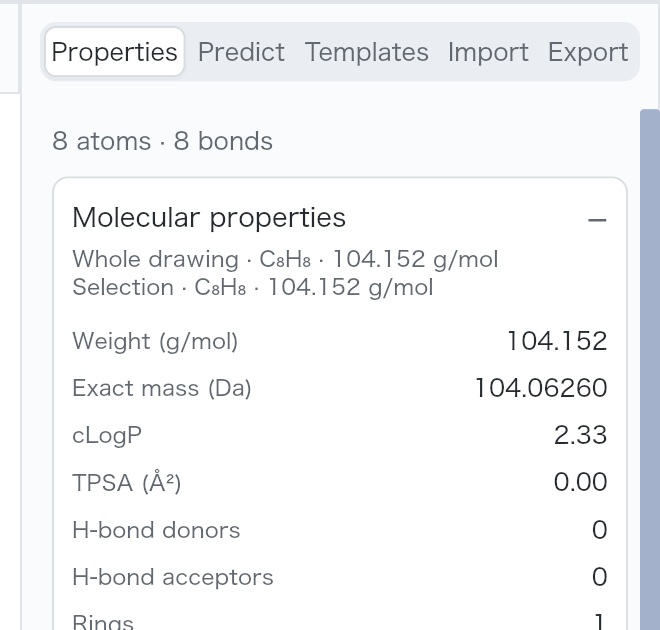 Properties Predict Templates Import Export
8 atoms · 8 bonds
Molecular properties −
Whole drawing · C₈H₈ · 104.152 g/mol
Selection · C₈H₈ · 104.152 g/mol
Weight (g/mol) 104.152
Exact mass (Da) 104.06260
cLogP 2.33
TPSA (Å²) 0.00
H-bond donors 0
H-bond acceptors 0
Rings 1